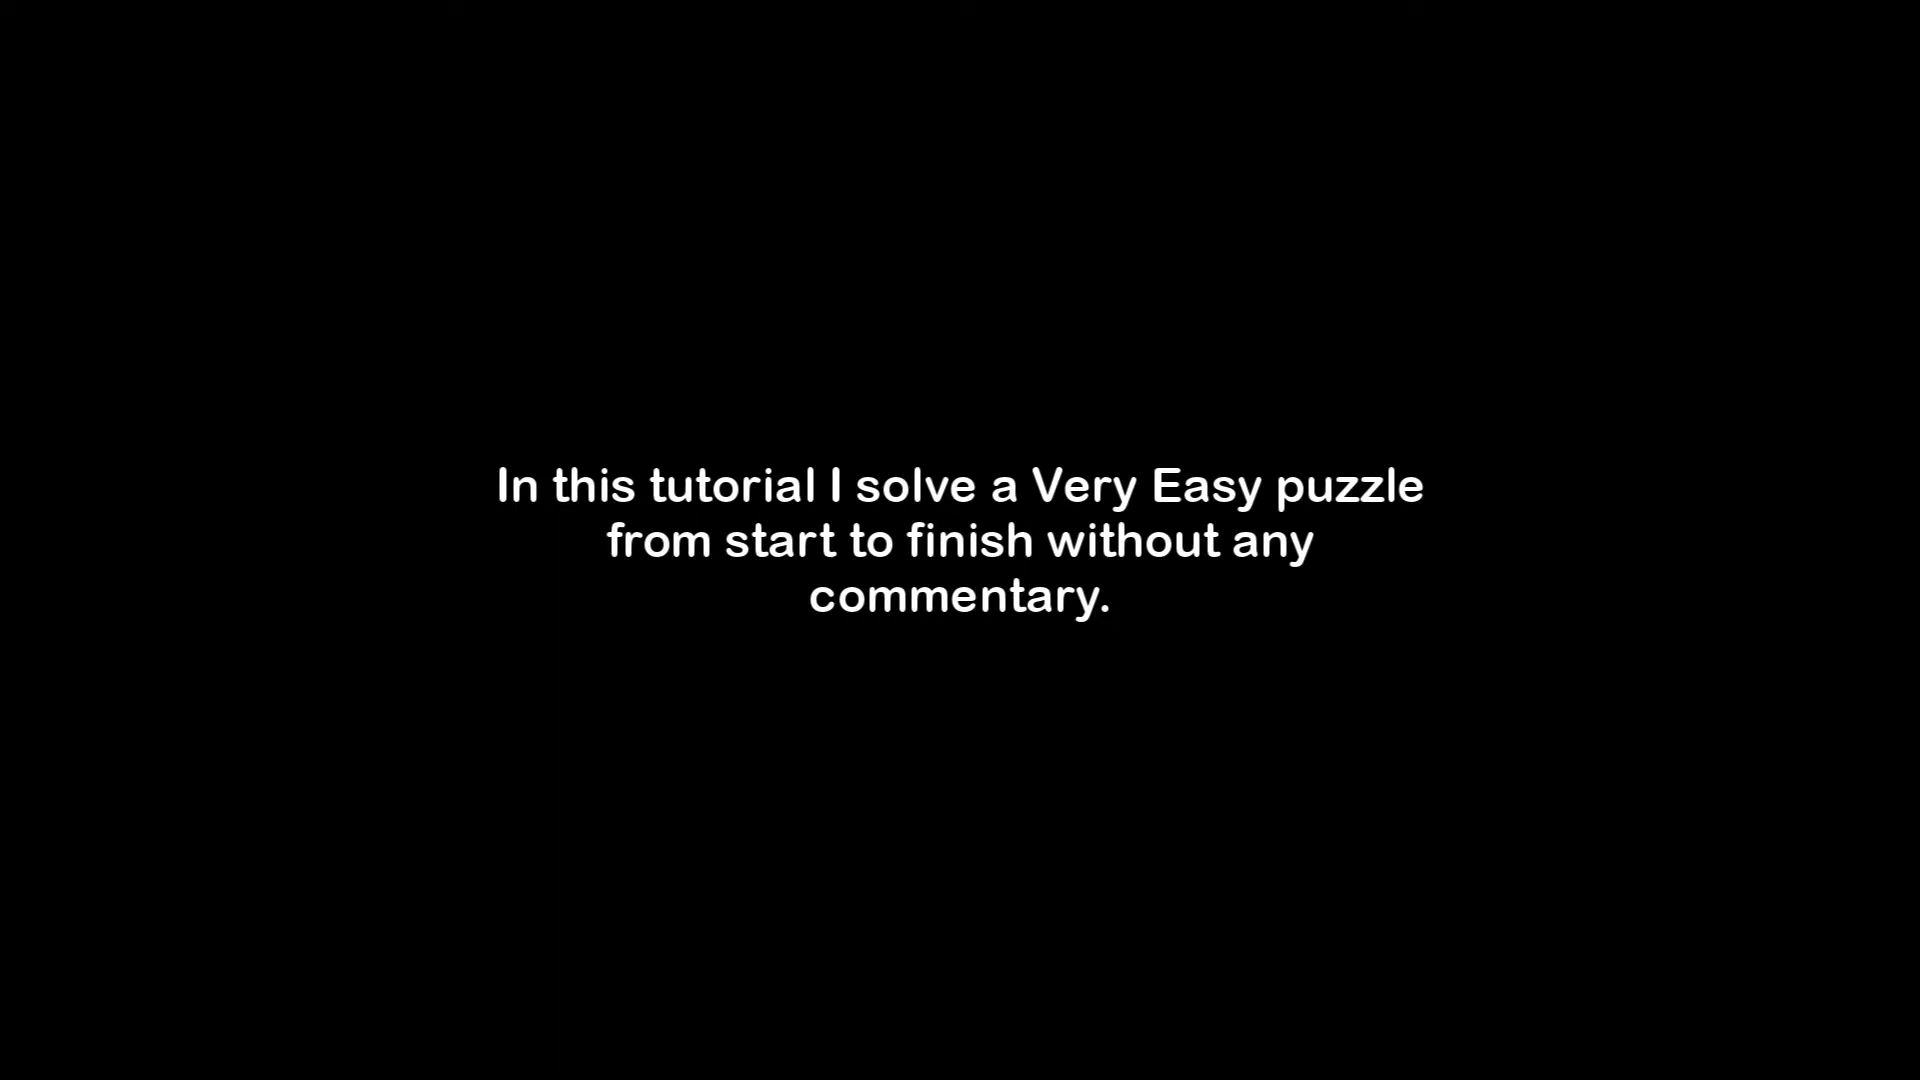 In this tutorial I solve a Very Easy puzzle
from start to finish without any
commentary.